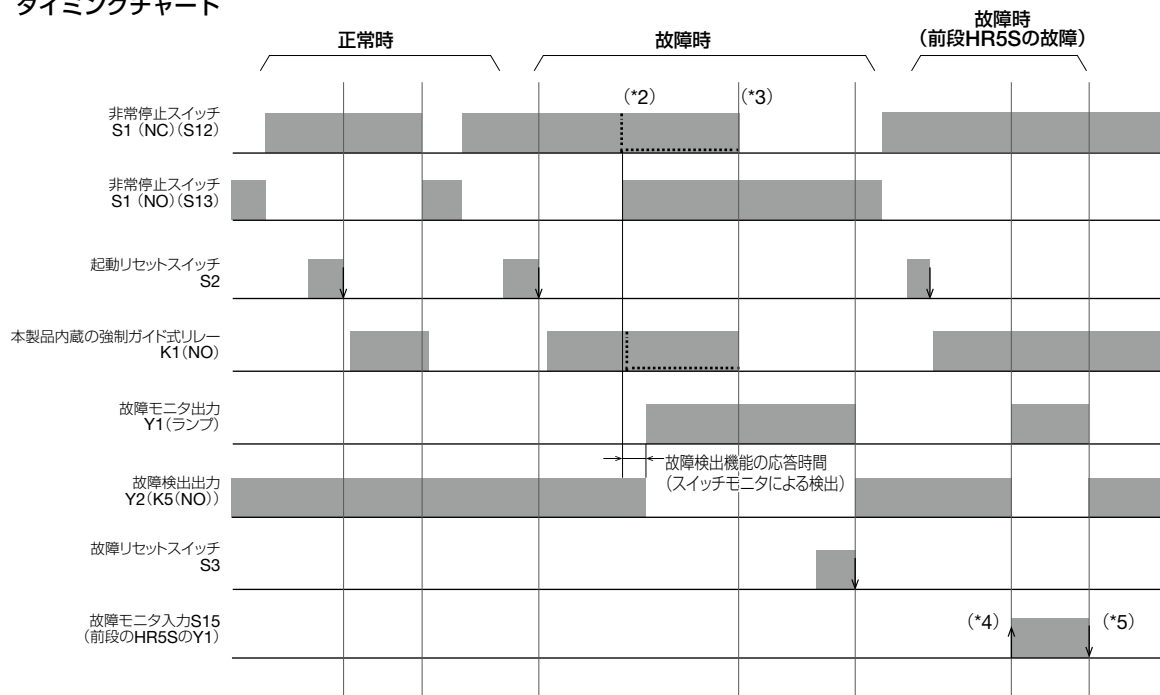 タイミングチャート
正常時
故障時
故障時
（前段HR5Sの故障）
（*2）
（*3）
非常停止スイッチ
S1（NC）（S12）
非常停止スイッチ
S1（NO）（S13）
起動リセットスイッチ
S2
本製品内蔵の強制ガイド式リレー
K1（NO）
故障モニタ出力
Y1（ランプ）
故障検出機能の応答時間
（スイッチモニタによる検出）
故障検出出力
Y2（K5（NO））
故障リセットスイッチ
S3
故障モニタ入力S15
（前段のHR5SのY1）
（*4）
（*5）